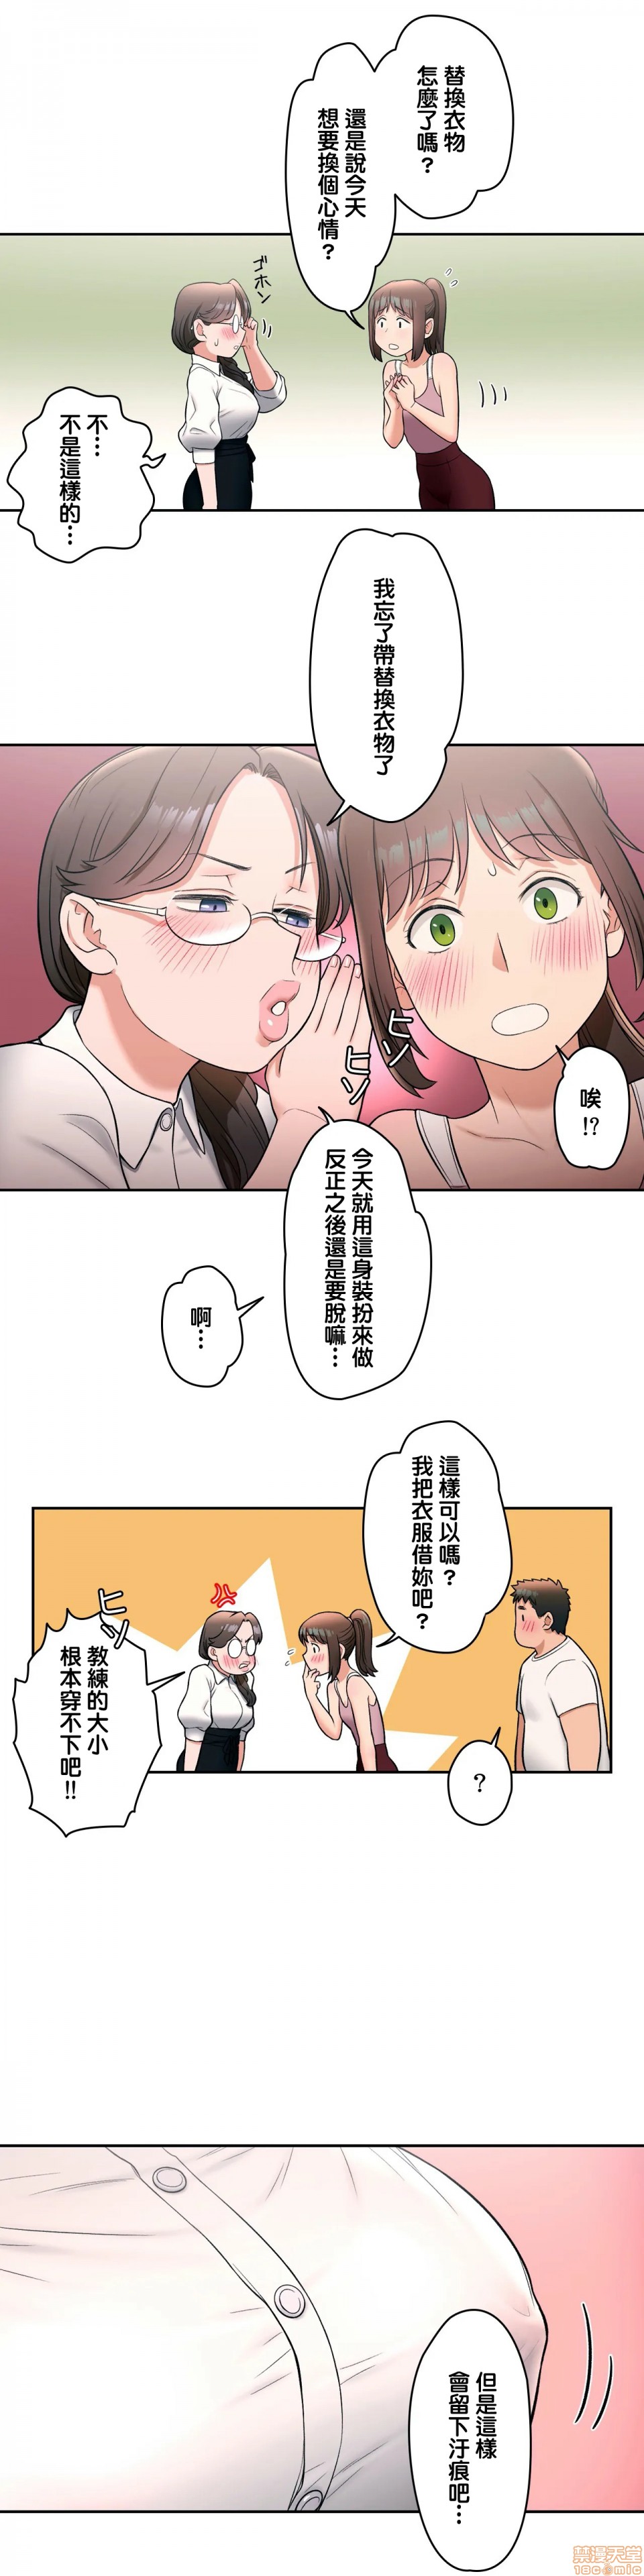 替換衣物
怎麼了嗎？
還是說今天
想要換個心情？
ゴホン
不…
不是這樣的…
我忘了帶替換衣物了
ヒソ
ヒソ
唉!?
今天就用這身裝扮來做
反正之後還是要脫嘛…
啊…
這樣可以嗎？
我把衣服借妳吧？
ヒソ
教練的大小
根本穿不下吧!!
？
但是這樣
會留下汗痕吧…
禁漫天堂
18comic